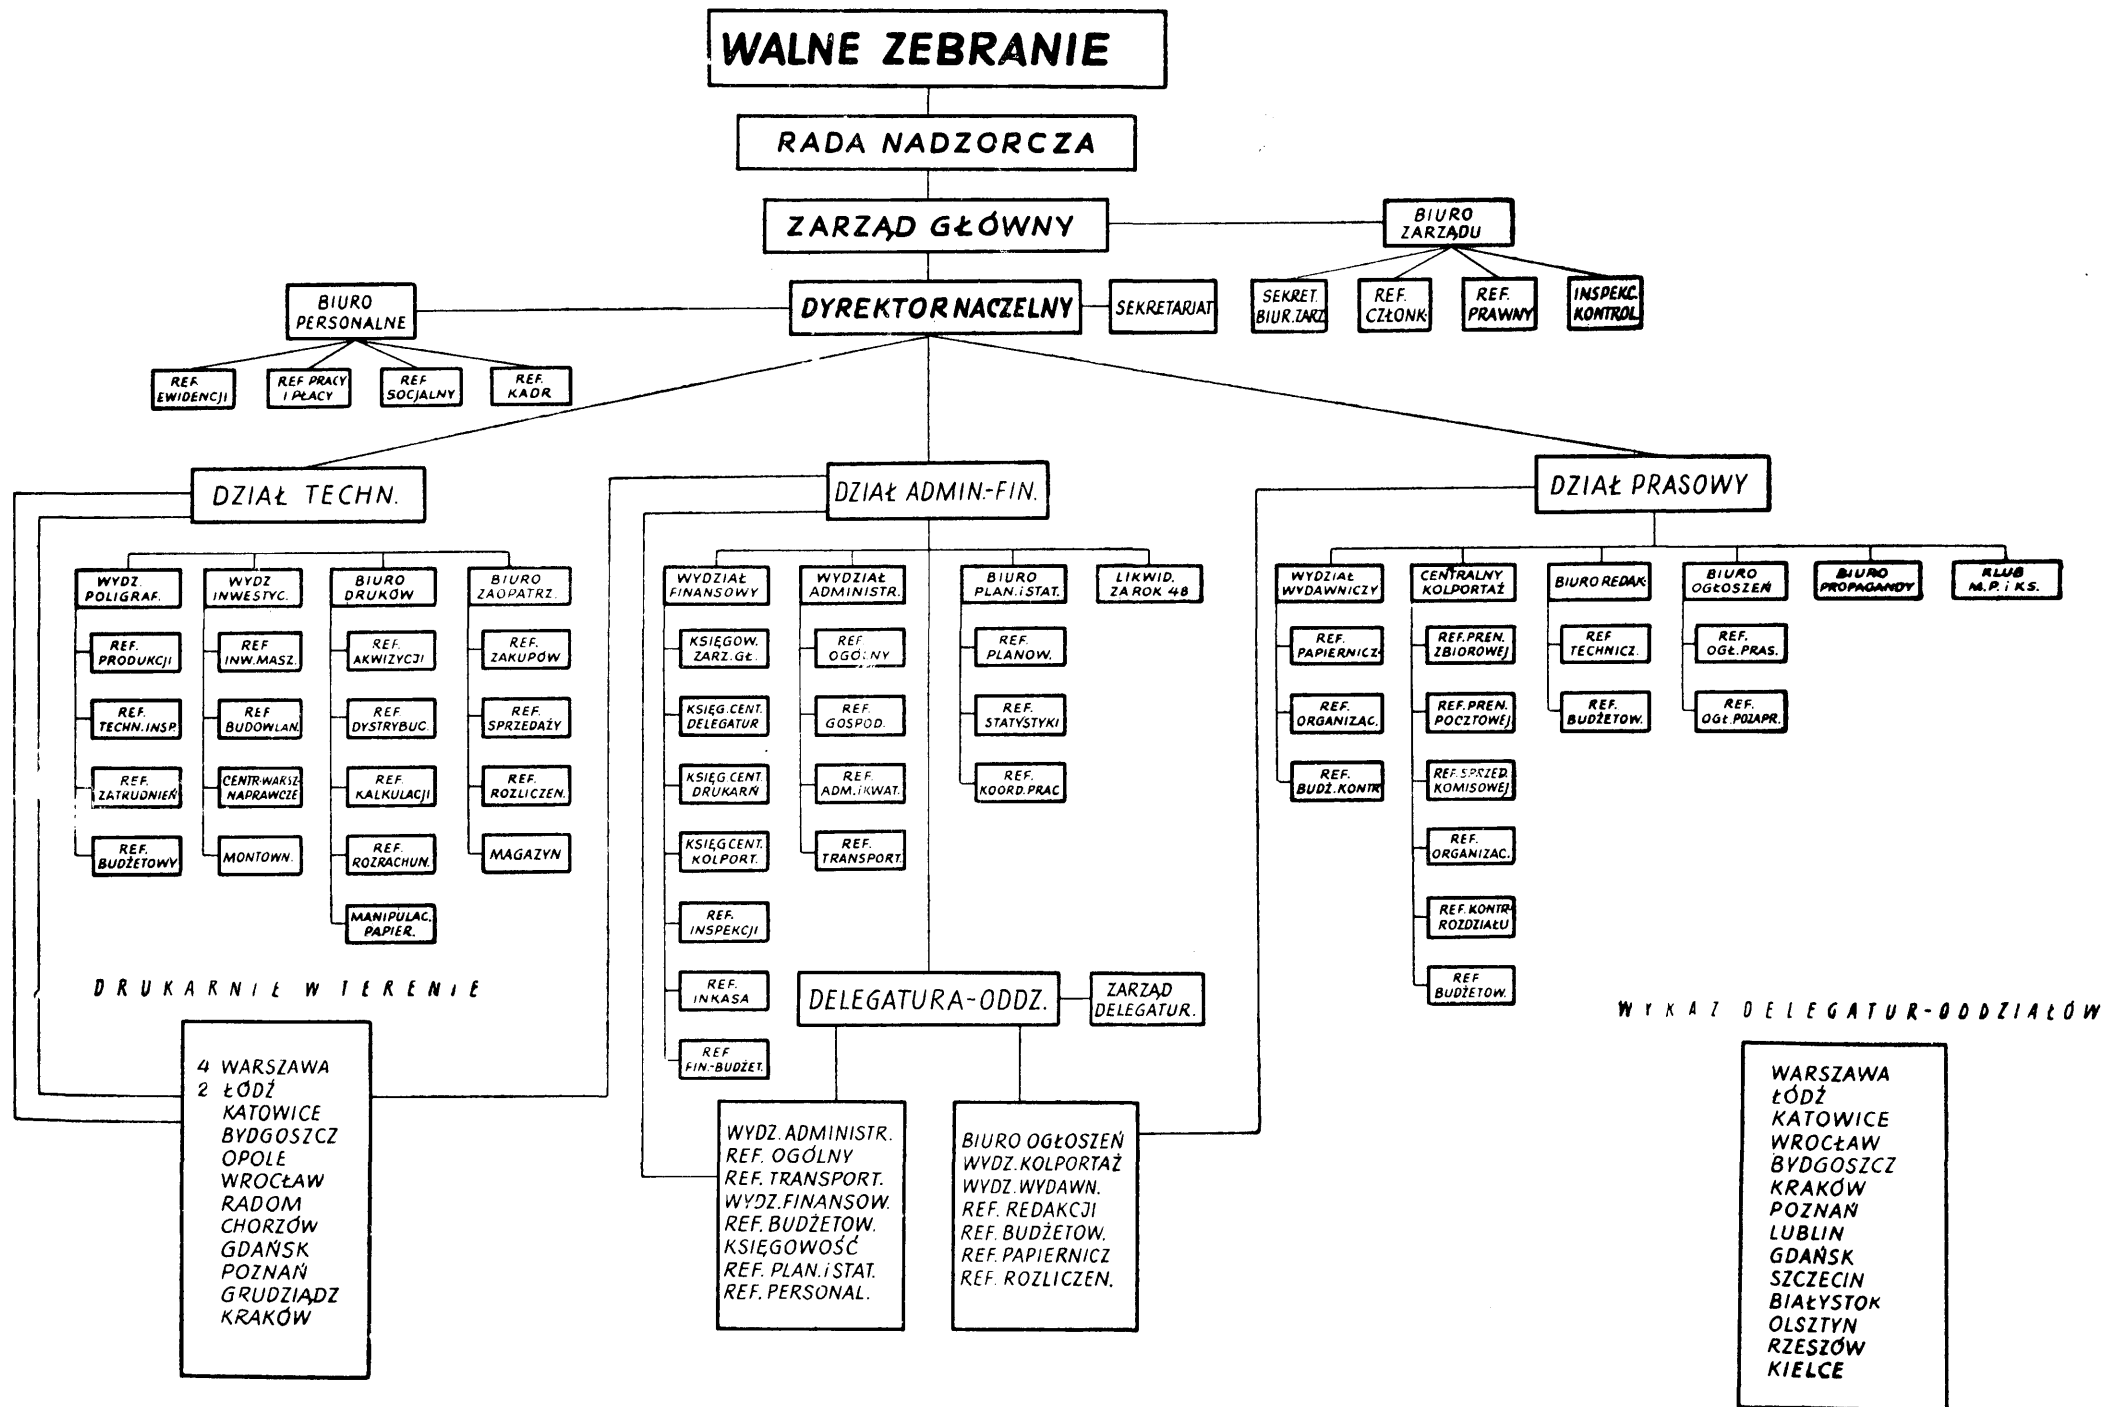 WALNE ZEBRANIE
RADA NADZORCZA
ZARZĄD GŁÓWNY
BIURO
ZARZĄDU
BIURO
PERSONALNE
DYREKTOR NACZELNY
SEKRETARJAT
SEKRET.
BIUR.ZARZ.
REF.
CZŁONK.
REF.
PRAWNY
INSPEKC.
KONTROL.
REF.
EWIDENCJI
REF PRACY
I PŁACY
REF
SOCJALNY
REF.
KADR
DZIAŁ TECHN.
DZIAŁ ADMIN.-FIN.
DZIAŁ PRASOWY
WYDZ.
POLIGRAF.
REF.
PRODUKCJI
REF.
TECHN.INSP.
REF.
ZATRUDNIEŃ
REF.
BUDŻETOWY
WYDZ
INWESTYC.
REF
INW.MASZ.
REF
BUDOWLAN.
CENTR.WARSZ.
NAPRAWCZE
MONTOWN.
BIURO
DRUKÓW
REF.
AKWIZYCJI
REF.
DYSTRYBUC.
REF.
KALKULACJI
REF.
ROZRACHUN.
MANIPULAC.
PAPIER.
BIURO
ZAOPATRZ.
REF.
ZAKUPÓW
REF.
SPRZEDAŻY
REF.
ROZLICZEN.
MAGAZYN
WYDZIAŁ
FINANSOWY
KSIĘGOW.
ZARZ.GŁ.
KSIĘG.CENT.
DELEGATUR
KSIĘG.CENT.
DRUKARŃ
KSIĘG CENT.
KOLPORT.
REF.
INSPEKCJI
REF.
INKASA
REF
FIN.-BUDŻET.
WYDZIAŁ
ADMINISTR.
REF.
OGÓLNY
REF.
GOSPOD.
REF.
ADM.iKWAT.
REF.
TRANSPORT.
BIURO
PLAN.iSTAT.
REF.
PLANOW.
REF.
STATYSTYKI
REF.
KOORD.PRAC
LIKWID.
ZA ROK 48
WYDZIAŁ
WYDAWNICZY
REF.
PAPIERNICZ.
REF.
ORGANIZAC.
REF.
BUDŻ.KONTR
CENTRALNY
KOLPORTAŻ
REF.PREN.
ZBIOROWEJ
REF.PREN.
POCZTOWEJ
REF.SPRZED.
KOMISOWEJ
REF.
ORGANIZAC.
REF.KONTR
ROZDZIAŁU
REF
BUDŻETOW.
BIURO REDAK.
REF
TECHNICZ.
REF.
BUDŻETOW.
BIURO
OGŁOSZEŃ
REF.
OGŁ.PRAS.
REF.
OGŁ.POZAPR.
BIURO
PROPAGANDY
KLUB
M.P. i KS.
DELEGATURA-ODDZ.
ZARZĄD
DELEGATUR.
DRUKARNIE W TERENIE
4 WARSZAWA
2 ŁÓDŹ
KATOWICE
BYDGOSZCZ
OPOLE
WROCŁAW
RADOM
CHORZÓW
GDAŃSK
POZNAŃ
GRUDZIĄDZ
KRAKÓW
WYDZ. ADMINISTR.
REF. OGÓLNY
REF. TRANSPORT.
WYDZ.FINANSOW.
REF. BUDŻETOW.
KSIĘGOWOŚĆ
REF. PLAN.iSTAT.
REF. PERSONAL.
BIURO OGŁOSZEŃ
WYDZ.KOLPORTAŻ
WYDZ.WYDAWN.
REF. REDAKCJI
REF. BUDŻETOW.
REF. PAPIERNICZ
REF. ROZLICZEN.
WYKAZ DELEGATUR-ODDZIAŁÓW
WARSZAWA
ŁÓDŹ
KATOWICE
WROCŁAW
BYDGOSZCZ
KRAKÓW
POZNAŃ
LUBLIN
GDAŃSK
SZCZECIN
BIAŁYSTOK
OLSZTYN
RZESZÓW
KIELCE